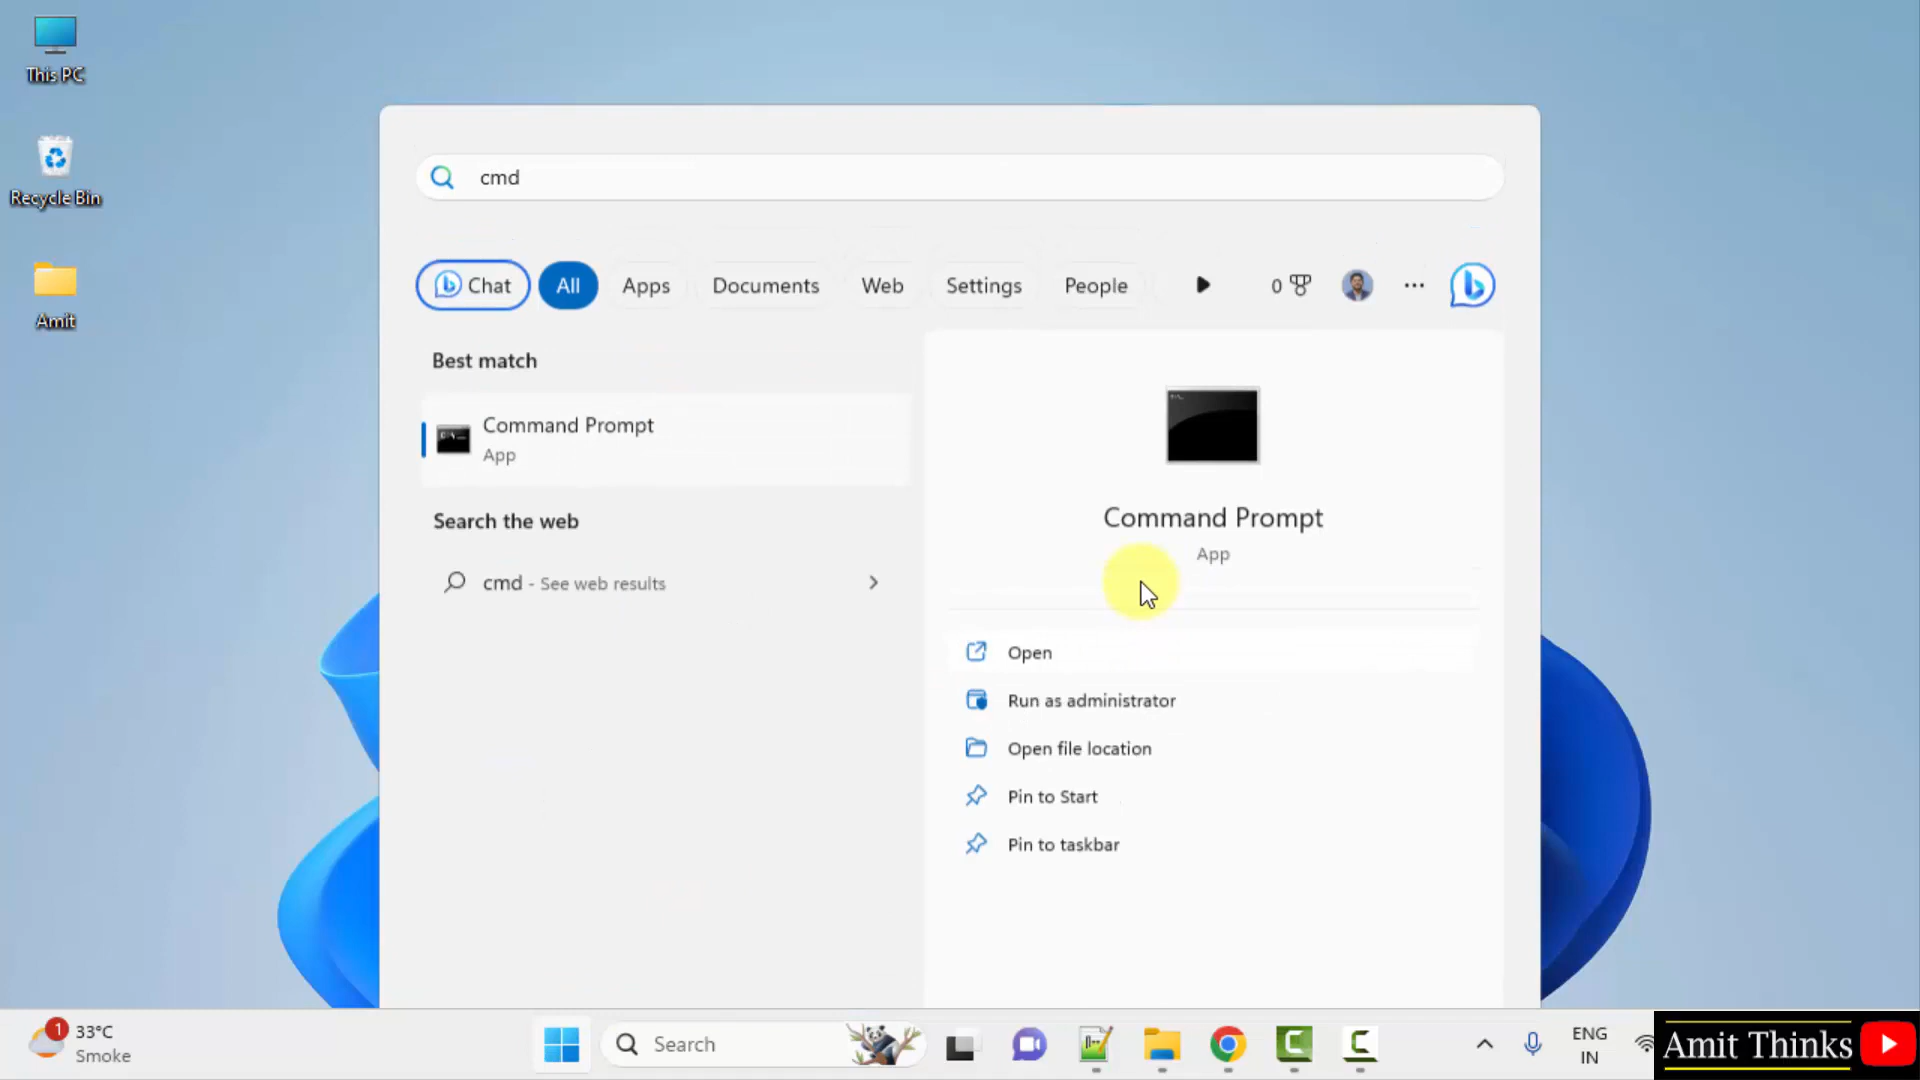 This PC
Recycle Bin
Amit
cmd
Chat All Apps Documents Web Settings People 0
Best match
Command Prompt
App
Search the web
cmd - See web results
Command Prompt
App
Open
Run as administrator
Open file location
Pin to Start
Pin to taskbar
1
33°C
Smoke
Search
ENG
IN
Amit Thinks